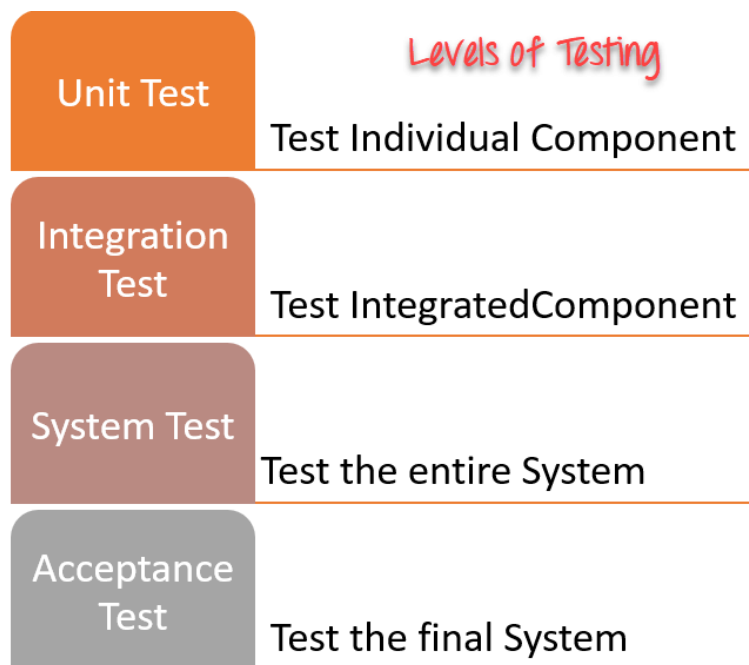 Levels of Testing
Unit Test
Test Individual Component
Integration
Test
Test IntegratedComponent
System Test
Test the entire System
Acceptance
Test
Test the final System